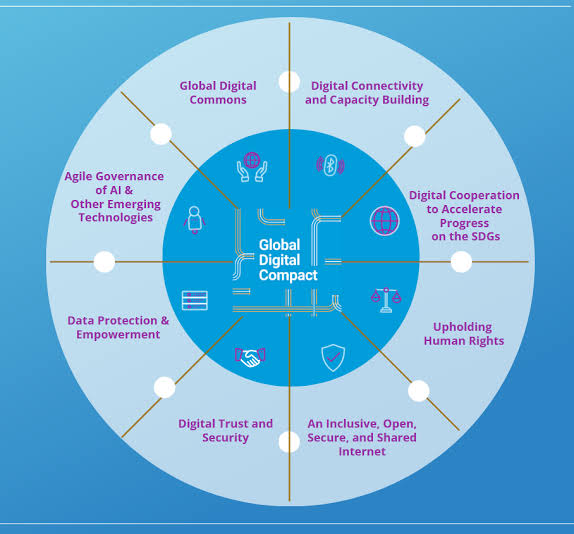 Global Digital
Commons
Digital Connectivity
and Capacity Building
Agile Governance
of AI &
Other Emerging
Technologies
Digital Cooperation
to Accelerate
Progress
on the SDGs
Global
Digital
Compact
Data Protection &
Empowerment
Upholding
Human Rights
Digital Trust and
Security
An Inclusive, Open,
Secure, and Shared
Internet